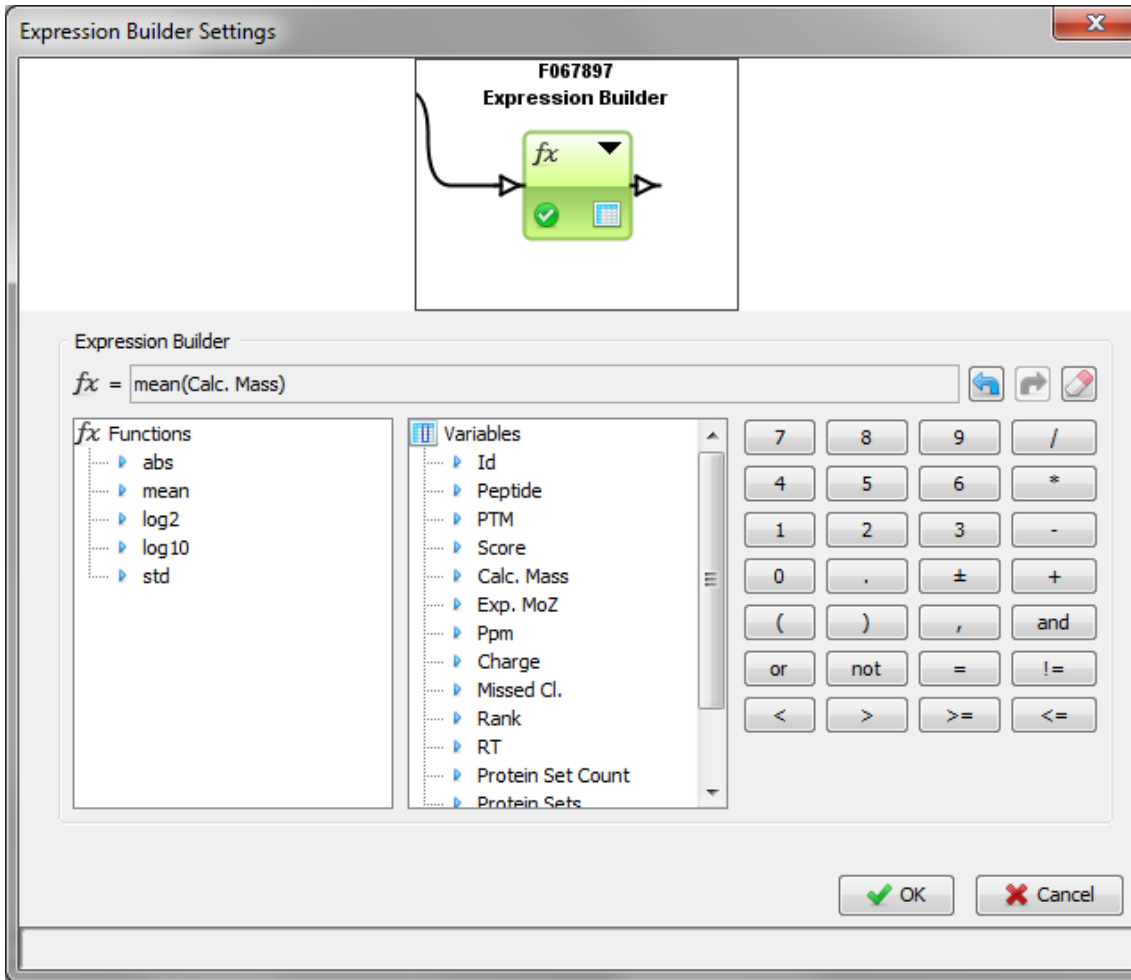 Expression Builder Settings
F067897
Expression Builder
fx
Expression Builder
fx = mean(Calc. Mass)
fx Functions
abs
mean
log2
log10
std
Variables
Id
Peptide
PTM
Score
Calc. Mass
Exp. MoZ
Ppm
Charge
Missed Cl.
Rank
RT
Protein Set Count
Protein Sets
7 8 9 /
4 5 6 *
1 2 3 -
0 . ± +
( ) , and
or not = !=
< > >= <=
OK Cancel